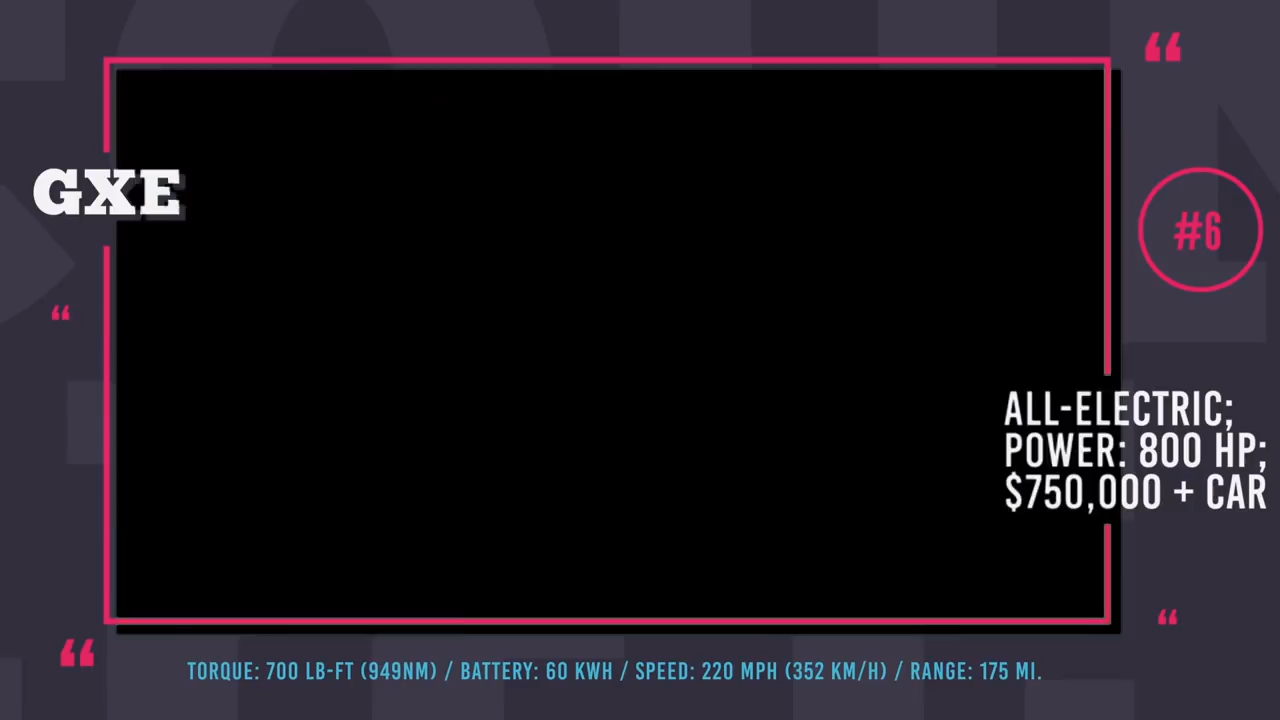 GXE
#6
ALL-ELECTRIC;
POWER: 800 HP;
$750,000 + CAR
TORQUE: 700 LB-FT (949NM) / BATTERY: 60 KWH / SPEED: 220 MPH (352 KM/H) / RANGE: 175 MI.